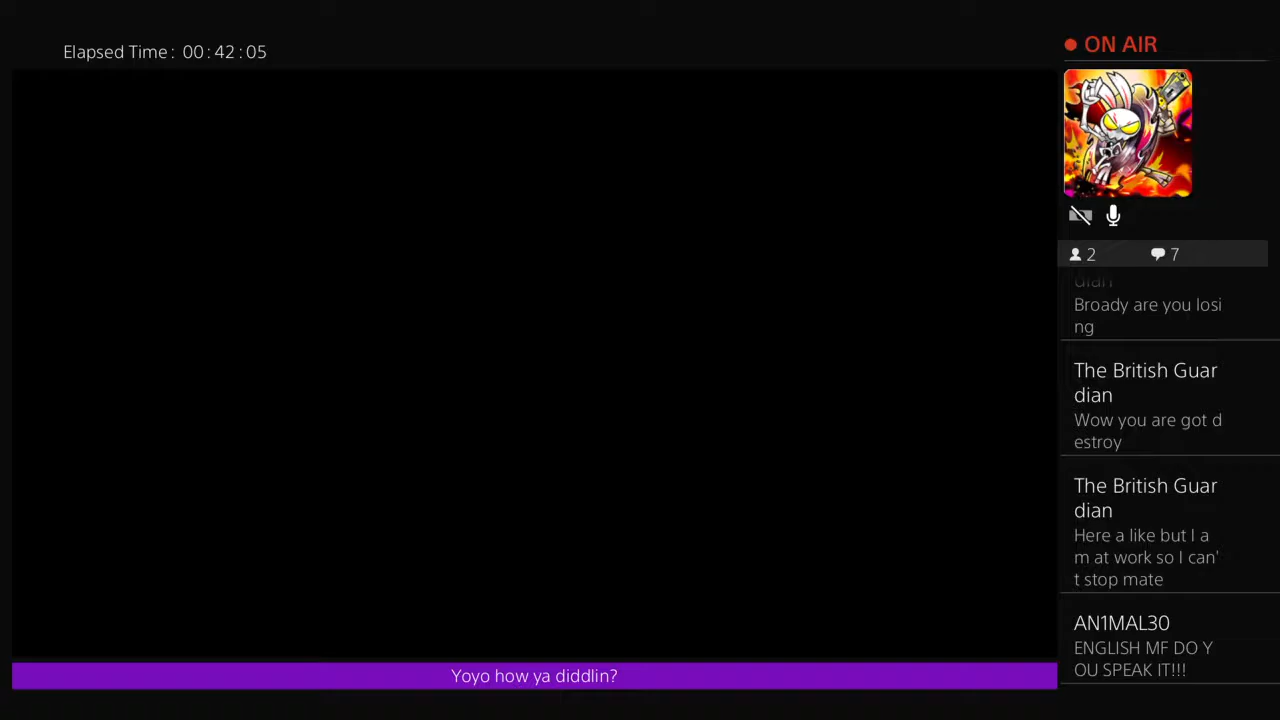 Elapsed Time: 00:42:05
ON AIR
2
7
dian
Broady are you losi
ng
The British Guar
dian
Wow you are got d
estroy
The British Guar
dian
Here a like but I a
m at work so I can'
t stop mate
AN1MAL30
ENGLISH MF DO Y
OU SPEAK IT!!!
Yoyo how ya diddlin?